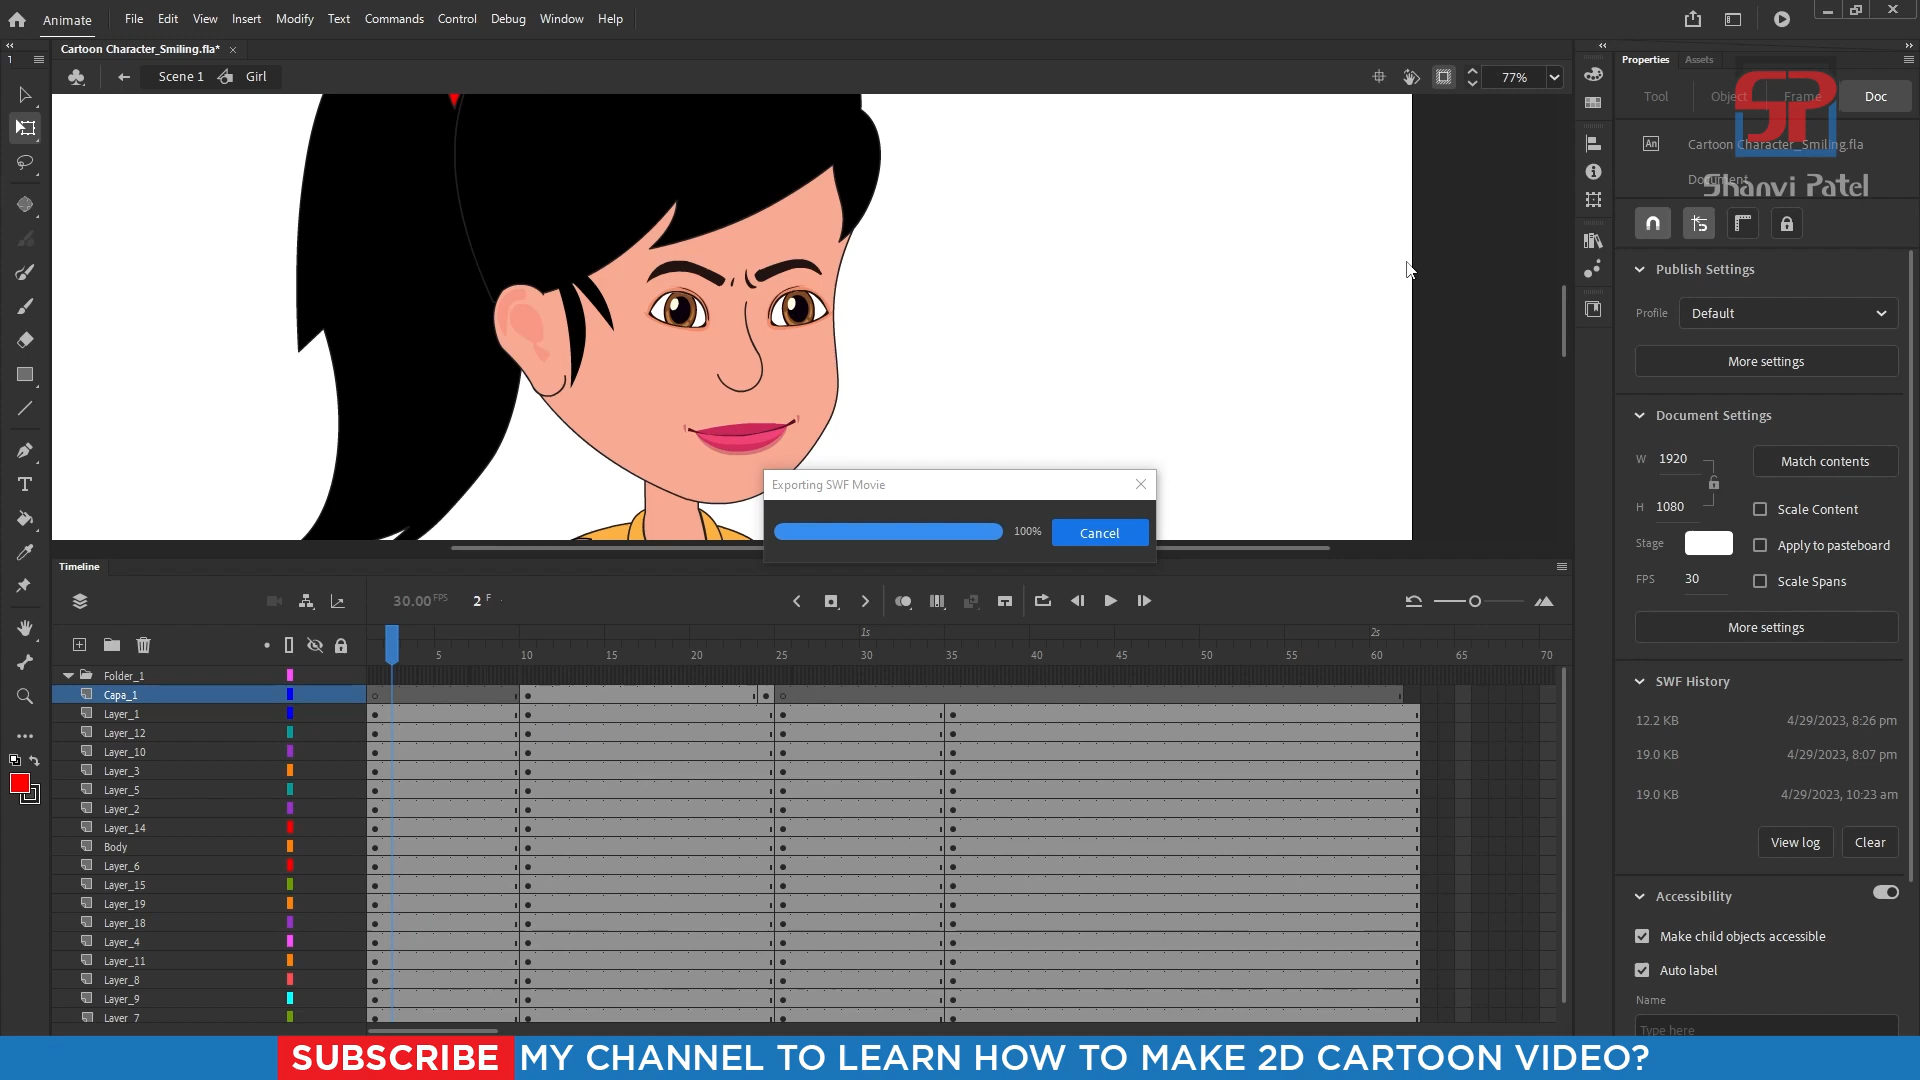 Animate File Edit View Insert Modify Text Commands Control Debug Window Help
Cartoon Character_Smiling.fla*
Scene 1 Girl 77%
Properties Assets
Tool Object Frame Doc
An Cartoon Character_Smiling.fla
Document
SP
Shanvi Patel
Publish Settings
Profile Default
More settings
Document Settings
W 1920 Match contents
H 1080 Scale Content
Stage Apply to pasteboard
FPS 30 Scale Spans
More settings
SWF History
12.2 KB 4/29/2023, 8:26 pm
19.0 KB 4/29/2023, 8:07 pm
19.0 KB 4/29/2023, 10:23 am
View log Clear
Accessibility
Make child objects accessible
Auto label
Name
Type here
Exporting SWF Movie
100% Cancel
Timeline
30.00 FPS 2 F
1s 2s
5 10 15 20 25 30 35 40 45 50 55 60 65 70
Folder_1
Capa_1
Layer_1
Layer_12
Layer_10
Layer_3
Layer_5
Layer_2
Layer_14
Body
Layer_6
Layer_15
Layer_19
Layer_18
Layer_4
Layer_11
Layer_8
Layer_9
Layer_7
SUBSCRIBE MY CHANNEL TO LEARN HOW TO MAKE 2D CARTOON VIDEO?